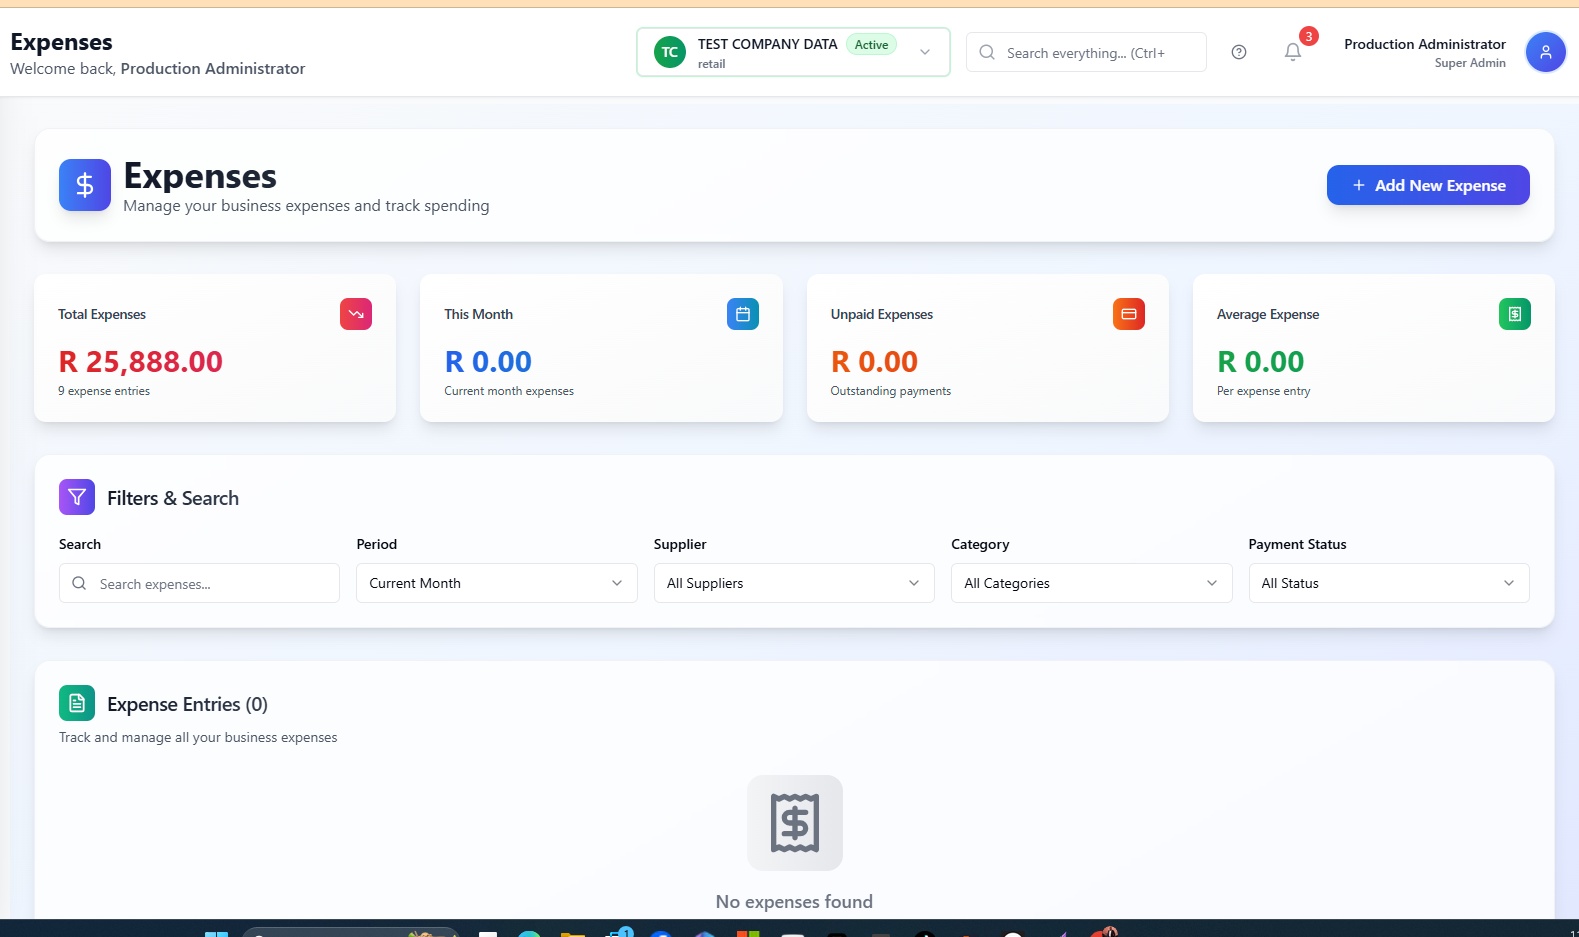 Expenses
Welcome back, Production Administrator
TC
TEST COMPANY DATA
Active
retail
Search everything... (Ctrl+
3
Production Administrator
Super Admin
Expenses
Manage your business expenses and track spending
Add New Expense
Total Expenses
R 25,888.00
9 expense entries
This Month
R 0.00
Current month expenses
Unpaid Expenses
R 0.00
Outstanding payments
Average Expense
R 0.00
Per expense entry
Filters & Search
Search
Search expenses...
Period
Current Month
Supplier
All Suppliers
Category
All Categories
Payment Status
All Status
Expense Entries (0)
Track and manage all your business expenses
No expenses found
1